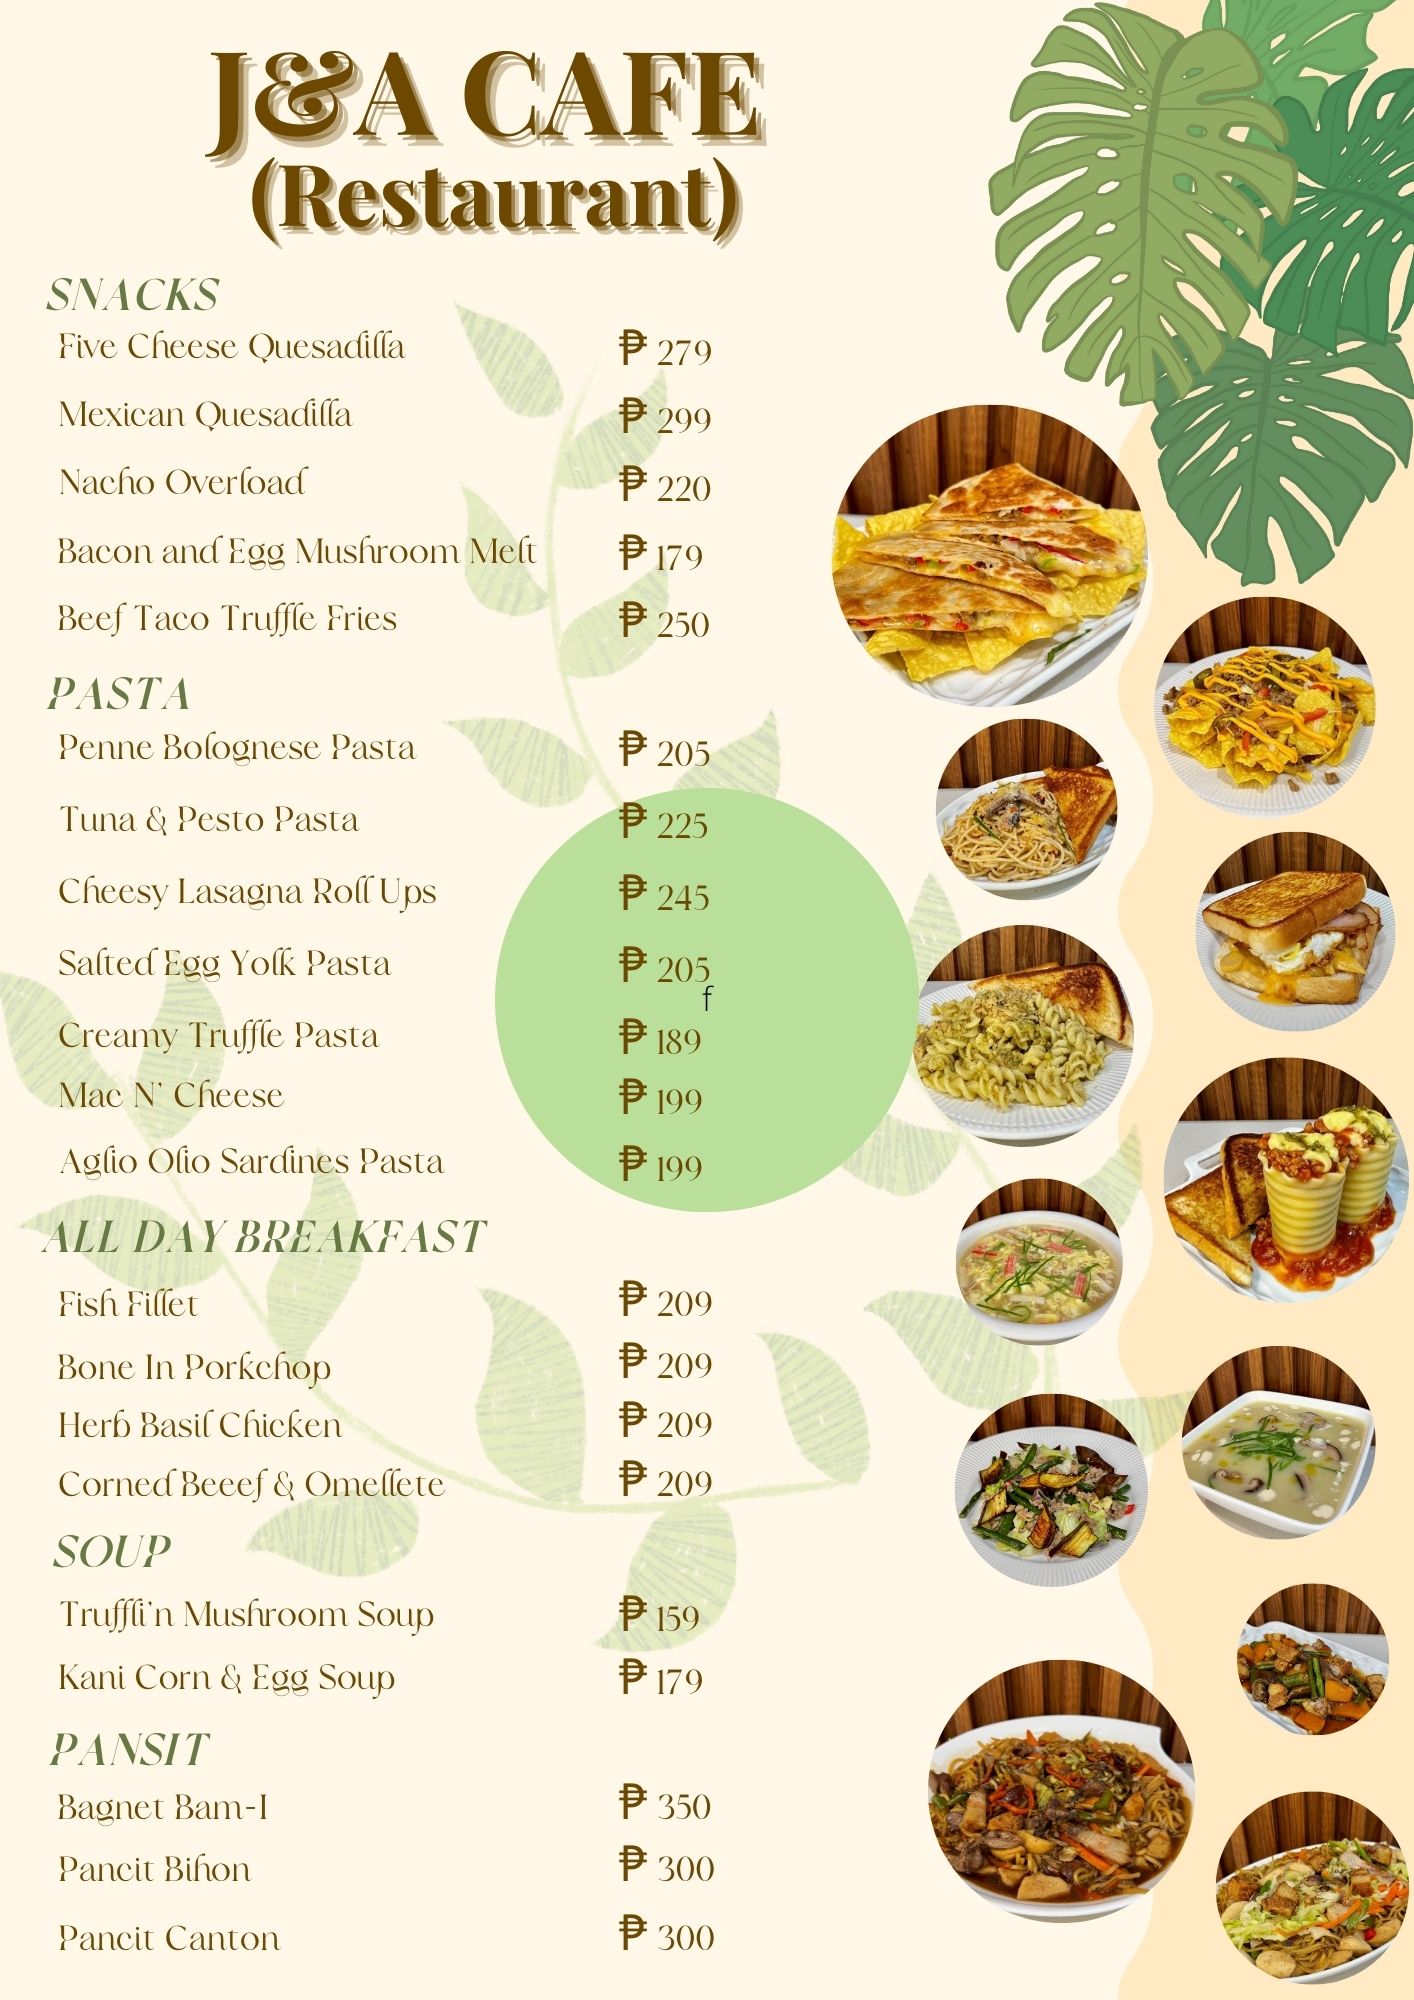 J&A CAFE
(Restaurant)
SNACKS
Five Cheese Quesadilla ₱ 279
Mexican Quesadilla ₱ 299
Nacho Overload ₱ 220
Bacon and Egg Mushroom Melt ₱ 179
Beef Taco Truffle Fries ₱ 250
PASTA
Penne Bolognese Pasta ₱ 205
Tuna & Pesto Pasta ₱ 225
Cheesy Lasagna Roll Ups ₱ 245
Salted Egg Yolk Pasta ₱ 205
f
Creamy Truffle Pasta ₱ 189
Mac N' Cheese ₱ 199
Aglio Olio Sardines Pasta ₱ 199
ALL DAY BREAKFAST
Fish Fillet ₱ 209
Bone In Porkchop ₱ 209
Herb Basil Chicken ₱ 209
Corned Beeef & Omellete ₱ 209
SOUP
Truffli'n Mushroom Soup ₱ 159
Kani Corn & Egg Soup ₱ 179
PANSIT
Bagnet Bam-I ₱ 350
Pancit Bihon ₱ 300
Pancit Canton ₱ 300